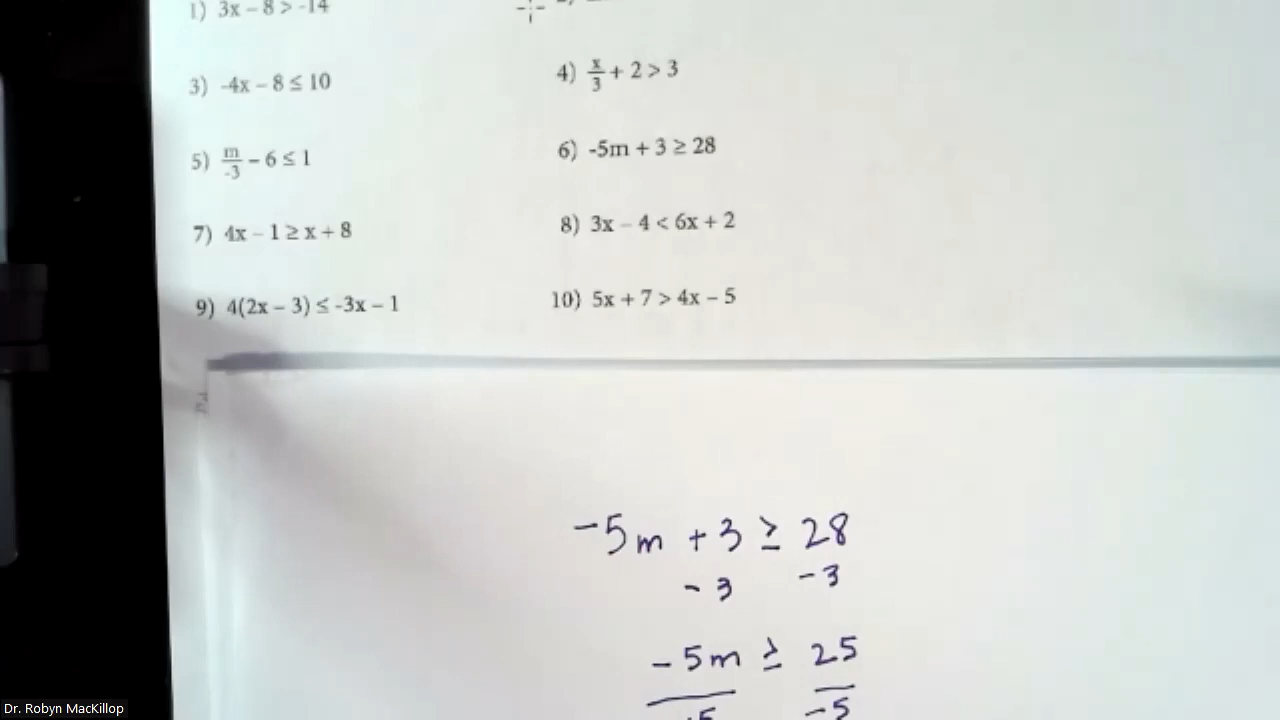 1) 3x – 8 > -14
3) -4x – 8 ≤ 10
4) x/3 + 2 > 3
5) m/-3 – 6 ≤ 1
6) -5m + 3 ≥ 28
7) 4x – 1 ≥ x + 8
8) 3x – 4 < 6x + 2
9) 4(2x – 3) ≤ -3x – 1
10) 5x + 7 > 4x – 5
-5m + 3 ≥ 28
- 3 - 3
-5m ≥ 25
-5 -5
Dr. Robyn MacKillop